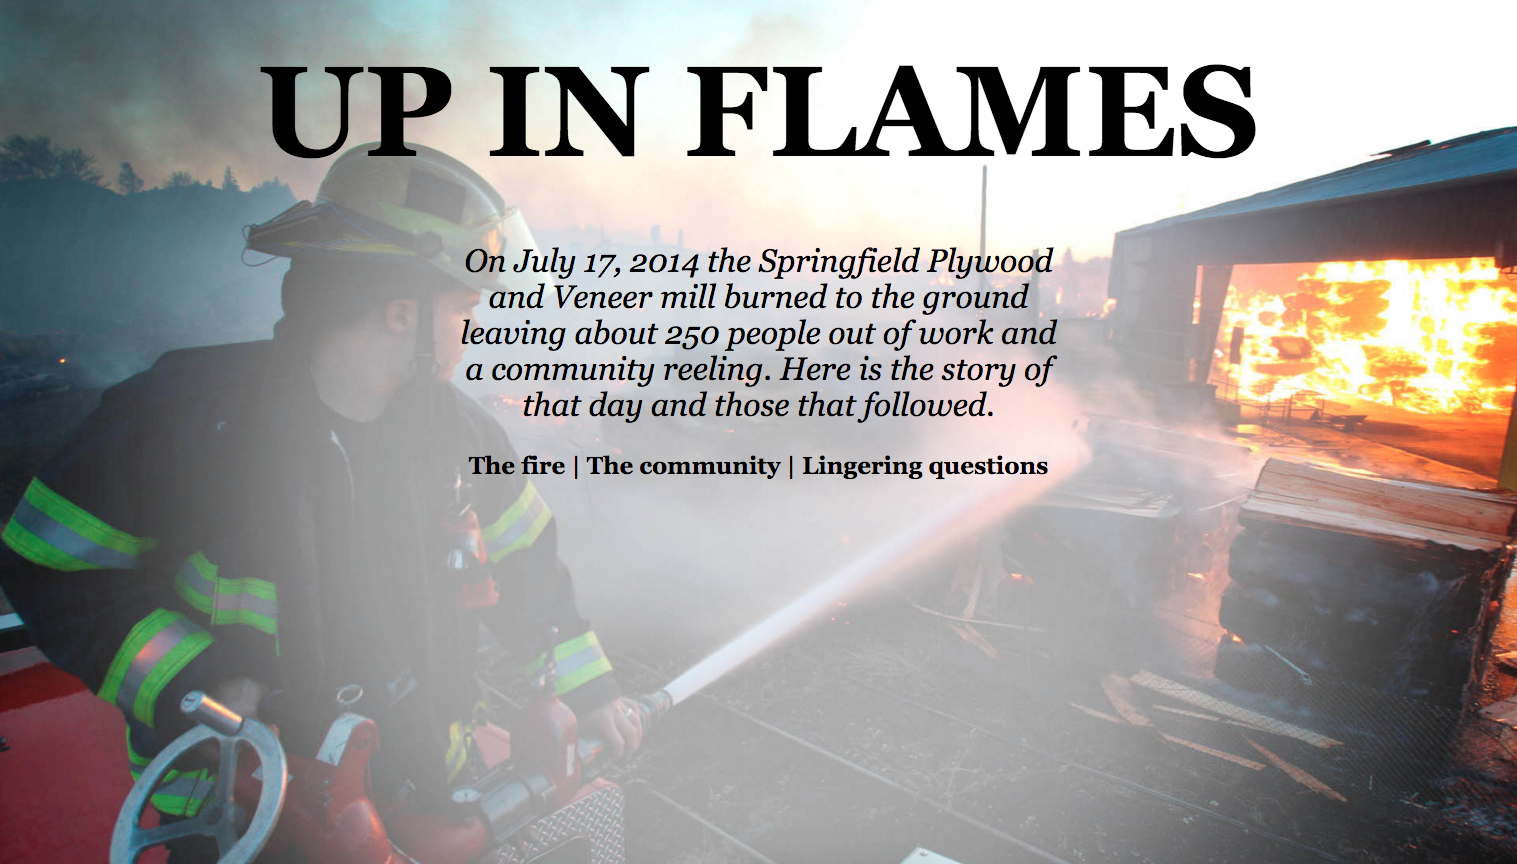 UP IN FLAMES
On July 17, 2014 the Springfield Plywood
and Veneer mill burned to the ground
leaving about 250 people out of work and
a community reeling. Here is the story of
that day and those that followed.
The fire | The community | Lingering questions